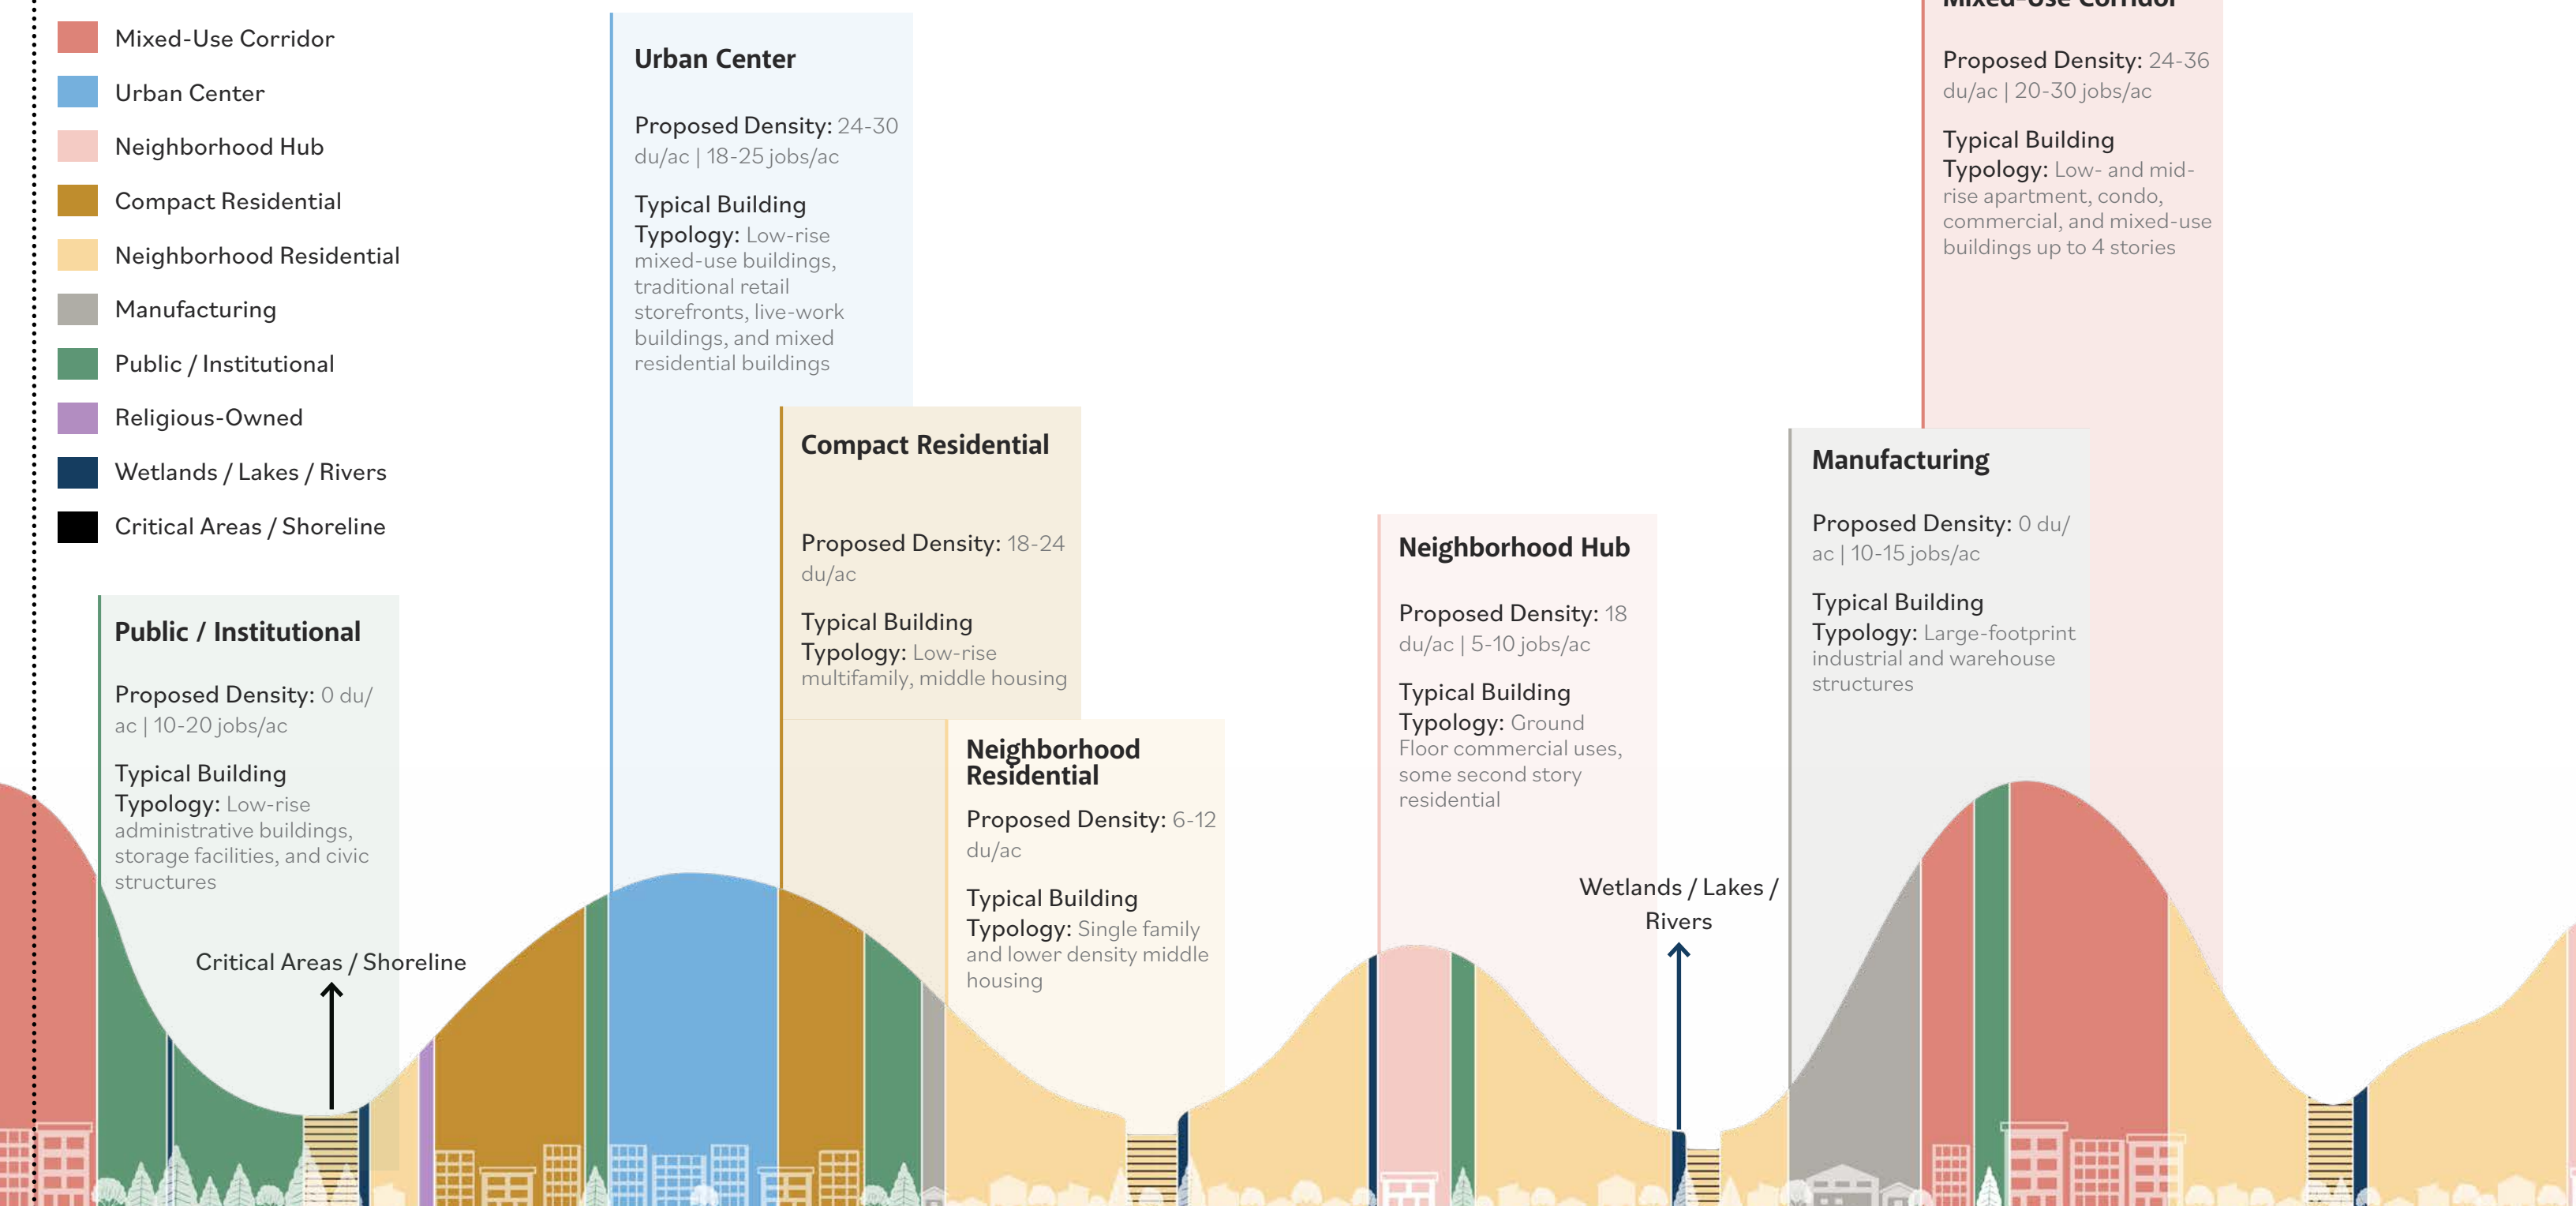 Mixed-Use Corridor
Urban Center
Neighborhood Hub
Compact Residential
Neighborhood Residential
Manufacturing
Public / Institutional
Religious-Owned
Wetlands / Lakes / Rivers
Critical Areas / Shoreline
Public / Institutional
Proposed Density: 0 du/
ac | 10-20 jobs/ac
Typical Building
Typology: Low-rise
administrative buildings,
storage facilities, and civic
structures
Critical Areas / Shoreline
Urban Center
Proposed Density: 24-30
du/ac | 18-25 jobs/ac
Typical Building
Typology: Low-rise
mixed-use buildings,
traditional retail
storefronts, live-work
buildings, and mixed
residential buildings
Compact Residential
Proposed Density: 18-24
du/ac
Typical Building
Typology: Low-rise
multifamily, middle housing
Neighborhood
Residential
Proposed Density: 6-12
du/ac
Typical Building
Typology: Single family
and lower density middle
housing
Neighborhood Hub
Proposed Density: 18
du/ac | 5-10 jobs/ac
Typical Building
Typology: Ground
Floor commercial uses,
some second story
residential
Wetlands / Lakes /
Rivers
Manufacturing
Proposed Density: 0 du/
ac | 10-15 jobs/ac
Typical Building
Typology: Large-footprint
industrial and warehouse
structures
Mixed-Use Corridor
Proposed Density: 24-36
du/ac | 20-30 jobs/ac
Typical Building
Typology: Low- and mid-
rise apartment, condo,
commercial, and mixed-use
buildings up to 4 stories